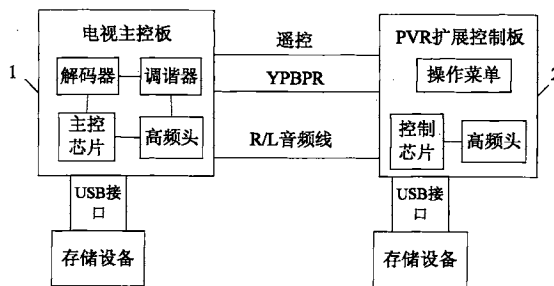 电视主控板
解码器
调谐器
主控
芯片
高频头
1
遥控
YPBPR
R/L音频线
PVR扩展控制板
操作菜单
控制
芯片
高频头
2
USB接
口
存储设备
USB接
口
存储设备